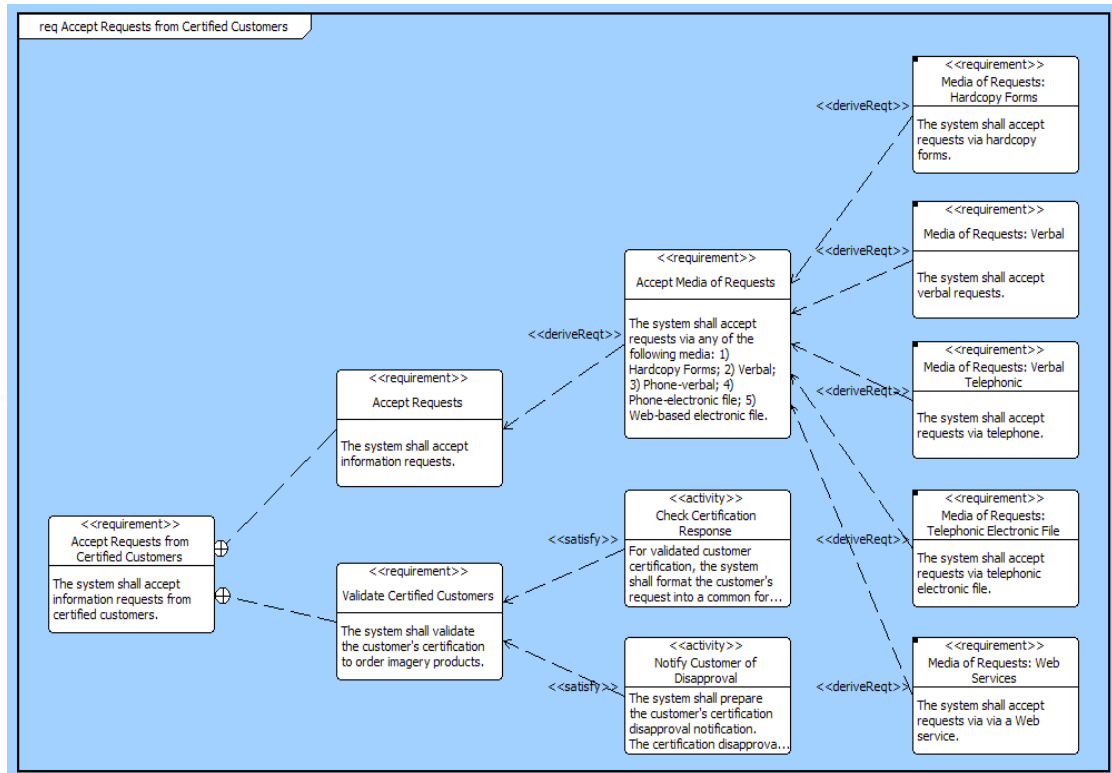 req Accept Requests from Certified Customers
<<requirement>>
Accept Requests from
Certified Customers
The system shall accept
information requests from
certified customers.
<<requirement>>
Accept Requests
The system shall accept
information requests.
<<requirement>>
Validate Certified Customers
The system shall validate
the customer's certification
to order imagery products.
<<deriveReqt>>
<<satisfy>>
<<satisfy>>
<<requirement>>
Accept Media of Requests
The system shall accept
requests via any of the
following media: 1)
Hardcopy Forms; 2) Verbal;
3) Phone-verbal; 4)
Phone-electronic file; 5)
Web-based electronic file.
<<activity>>
Check Certification
Response
For validated customer
certification, the system
shall format the customer's
request into a common for...
<<activity>>
Notify Customer of
Disapproval
The system shall prepare
the customer's certification
disapproval notification.
The certification disapprova...
<<deriveReqt>>
<<deriveReqt>>
<<deriveReqt>>
<<deriveReqt>>
<<deriveReqt>>
<<requirement>>
Media of Requests:
Hardcopy Forms
The system shall accept
requests via hardcopy
forms.
<<requirement>>
Media of Requests: Verbal
The system shall accept
verbal requests.
<<requirement>>
Media of Requests: Verbal
Telephonic
The system shall accept
requests via telephone.
<<requirement>>
Media of Requests:
Telephonic Electronic File
The system shall accept
requests via telephonic
electronic file.
<<requirement>>
Media of Requests: Web
Services
The system shall accept
requests via via a Web
service.